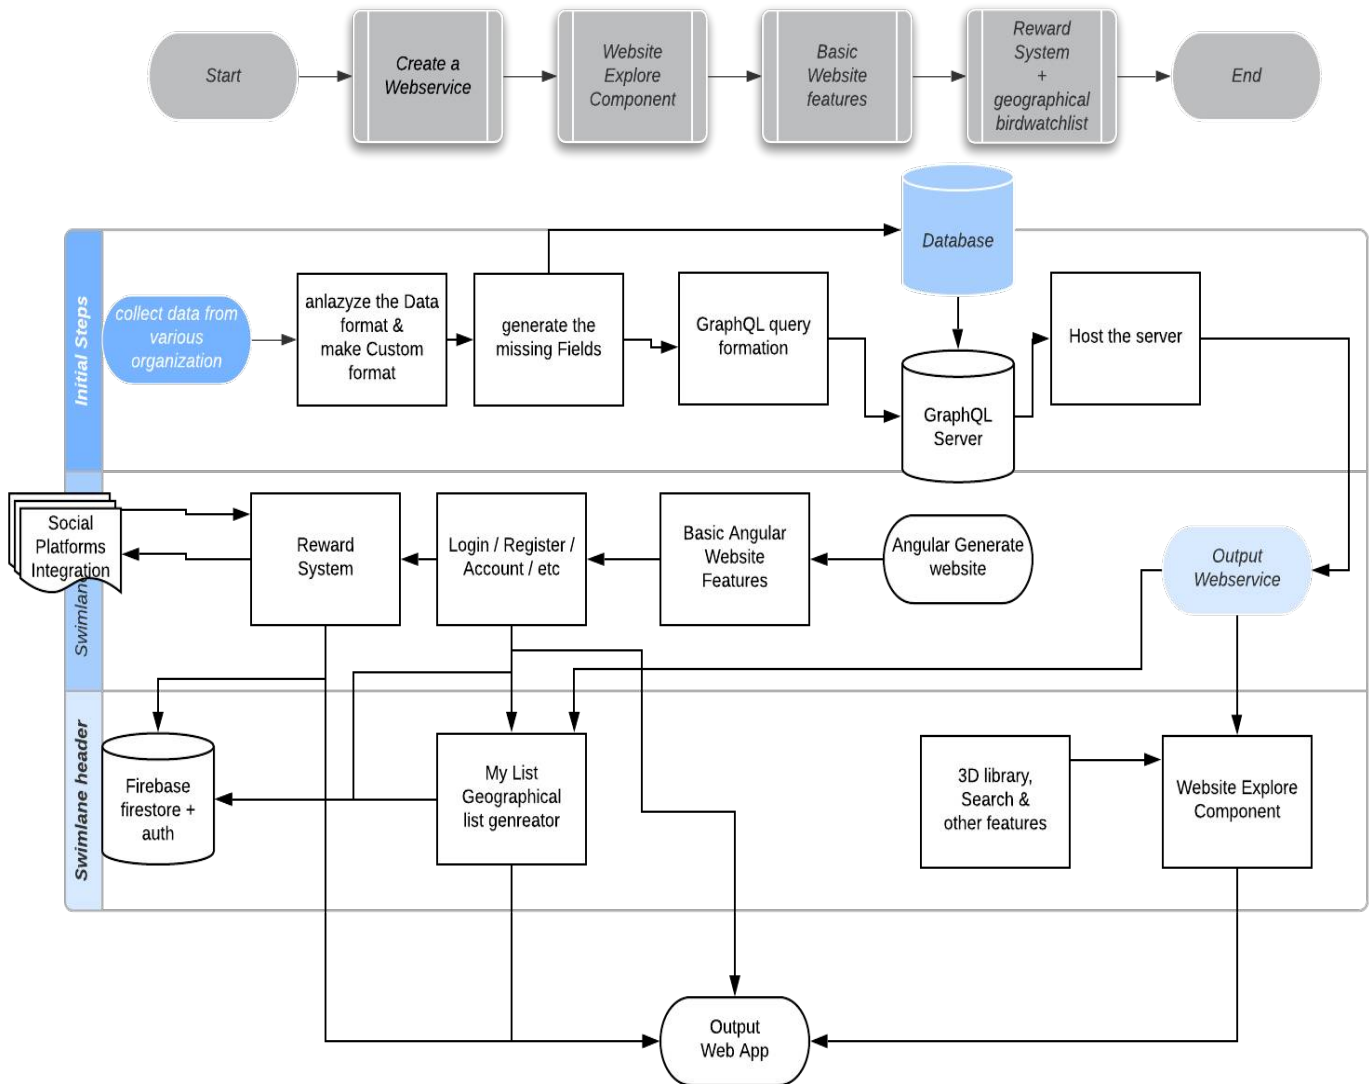 Start
Create a
Webservice
Website
Explore
Component
Basic
Website
features
Reward
System
+
geographical
birdwatchlist
End
Database
Initial Steps
collect data from
various
organization
anlazyze the Data
format &
make Custom
format
generate the
missing Fields
GraphQL query
formation
GraphQL
Server
Host the server
Swimlane
Social
Platforms
Integration
Reward
System
Login / Register /
Account / etc
Basic Angular
Website
Features
Angular Generate
website
Output
Webservice
Swimlane header
Firebase
firestore +
auth
My List
Geographical
list genreator
3D library,
Search &
other features
Website Explore
Component
Output
Web App